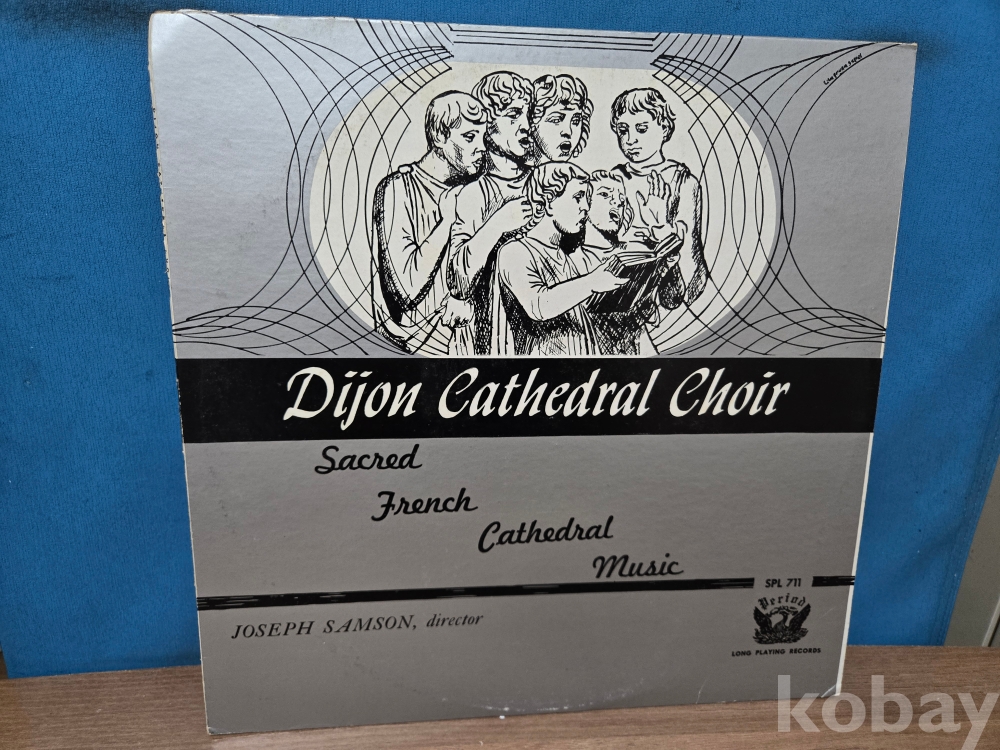 Dijon Cathedral Choir
Sacred
French
Cathedral
Music
SPL 711
Period
LONG PLAYING RECORDS
JOSEPH SAMSON, director
kobay